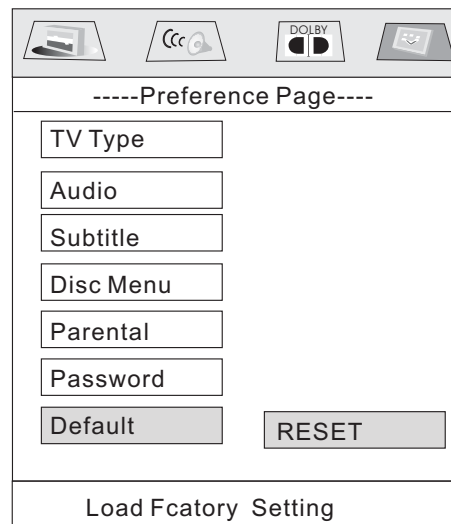 DOLBY
-----Preference Page----
TV Type
Audio
Subtitle
Disc Menu
Parental
Password
Default
RESET
Load Fcatory Setting